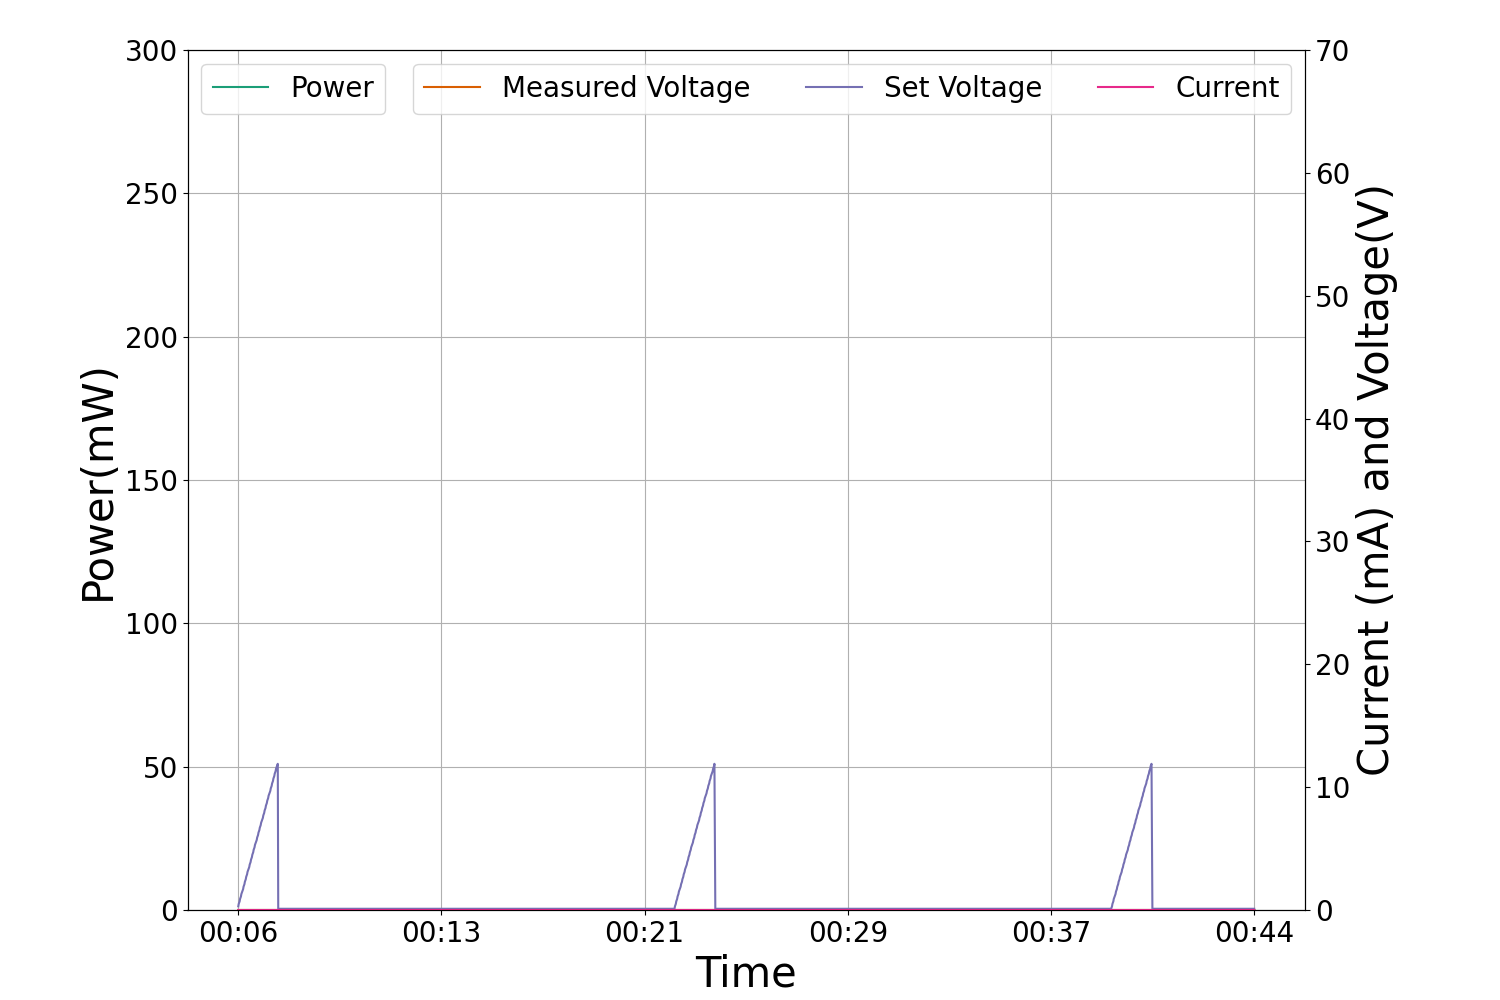 Power
Measured Voltage
Set Voltage
Current
300
250
200
150
100
50
0
Power(mW)
70
60
50
40
30
20
10
0
Current (mA) and Voltage(V)
00:06 00:13 00:21 00:29 00:37 00:44
Time